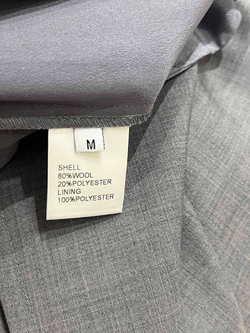 M
SHELL
80%WOOL
20%POLYESTER
LINING
100%POLYESTER